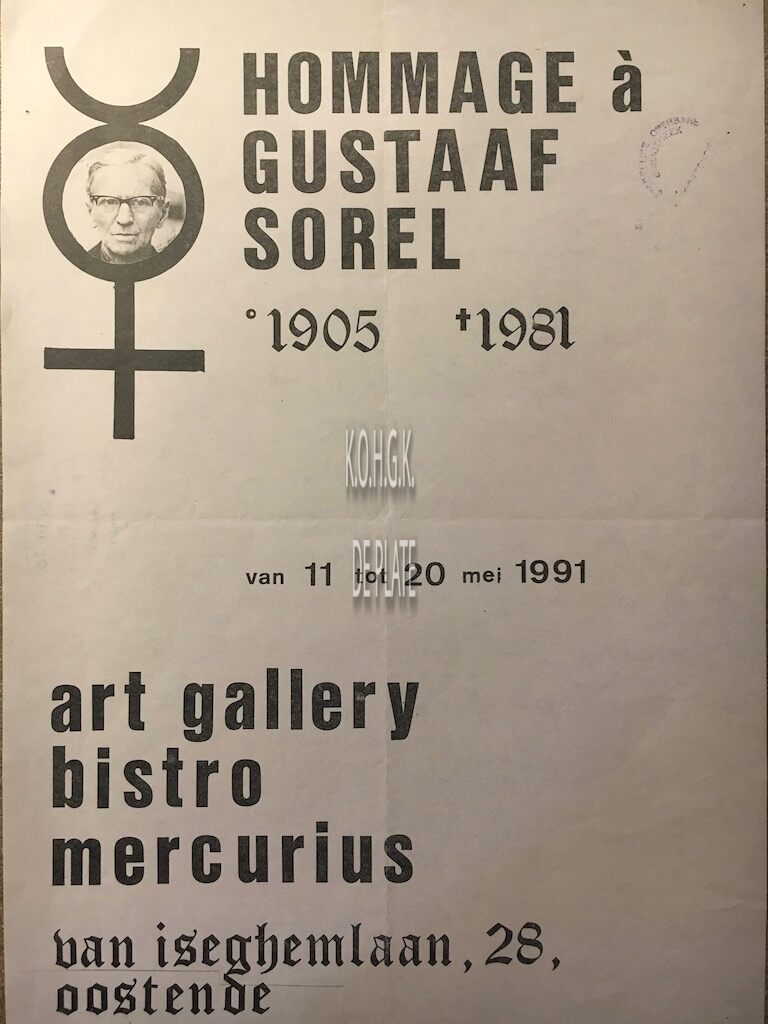 HOMMAGE à
GUSTAAF
SOREL
°1905 ✝1981
K.O.H.G.K.
DE PLATE
van 11 tot 20 mei 1991
art gallery
bistro
mercurius
van iseghemlaan, 28,
oostende